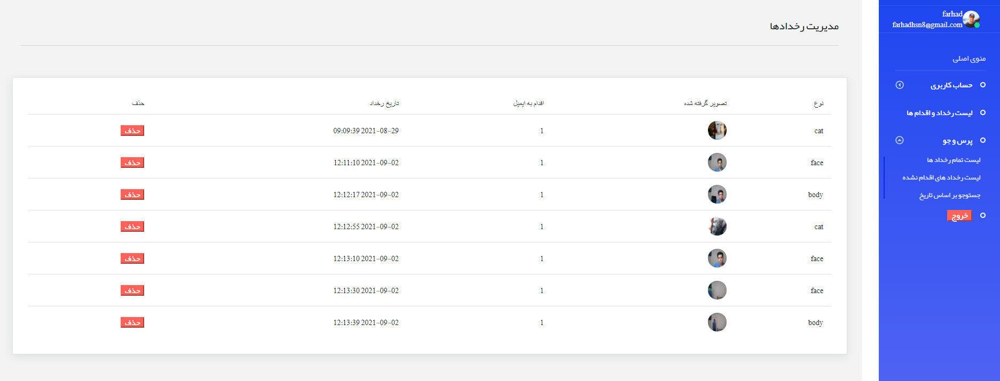 farhad
farhadhsn8@gmail.com
منوی اصلی
حساب کاربری
لیست رخداد و اقدام ها
پرس و جو
لیست تمام رخداد ها
لیست رخداد های اقدام نشده
جستوجو بر اساس تاریخ
خروج
مدیریت رخدادها
نوع تصویر گرفته شده اقدام به ایمیل تاریخ رخداد حذف
cat 1 2021-08-29 09:09:39 حذف
face 1 2021-09-02 12:11:10 حذف
body 1 2021-09-02 12:12:17 حذف
cat 1 2021-09-02 12:12:55 حذف
face 1 2021-09-02 12:13:10 حذف
face 1 2021-09-02 12:13:30 حذف
body 1 2021-09-02 12:13:39 حذف